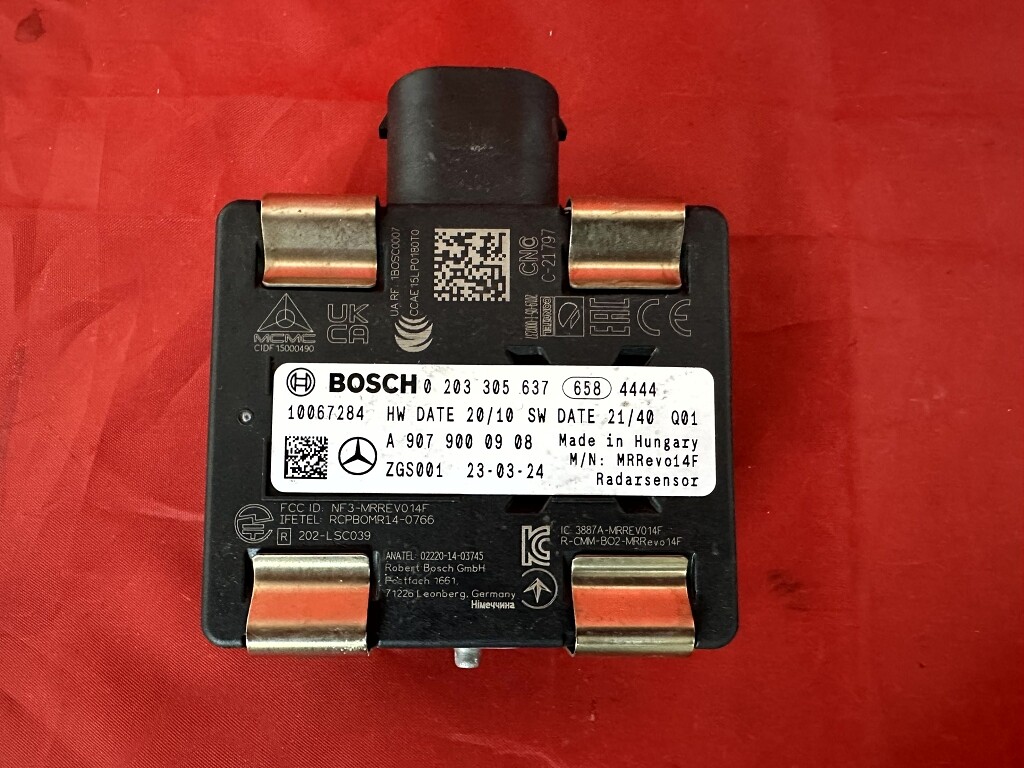 UA RF: 1BOSC0007
CCAE15LP0180T0
CNC
C-21797
MCMC
CIDF15000490
UK
CA
EAC
CE
BOSCH 0 203 305 637 658 4444
10067284 HW DATE 20/10 SW DATE 21/40 Q01
A 907 900 09 08 Made in Hungary
ZGS001 23-03-24 M/N: MRRevo14F
Radarsensor
FCC ID: NF3-MRREVO14F
IFETEL: RCPBOMR14-0766
R 202-LSC039
IC 3887A-MRREVO14F
R-CMM-BO2-MRRevo14F
ANATEL: 02220-14-03745
Robert Bosch GmbH
Postfach 1661,
71226 Leonberg, Germany
Німеччина